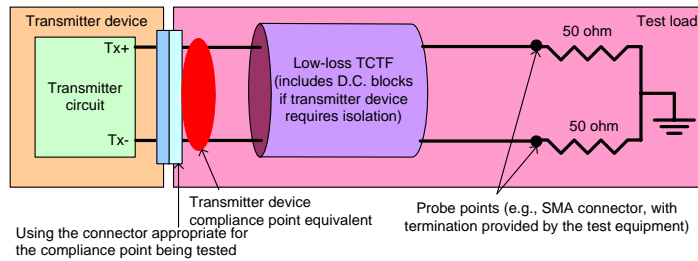 Transmitter device
Test load
Tx+
Transmitter
circuit
Tx-
Low-loss TCTF
(includes D.C. blocks
if transmitter device
requires isolation)
50 ohm
50 ohm
Transmitter device
compliance point equivalent
Using the connector appropriate for
the compliance point being tested
Probe points (e.g., SMA connector, with
termination provided by the test equipment)